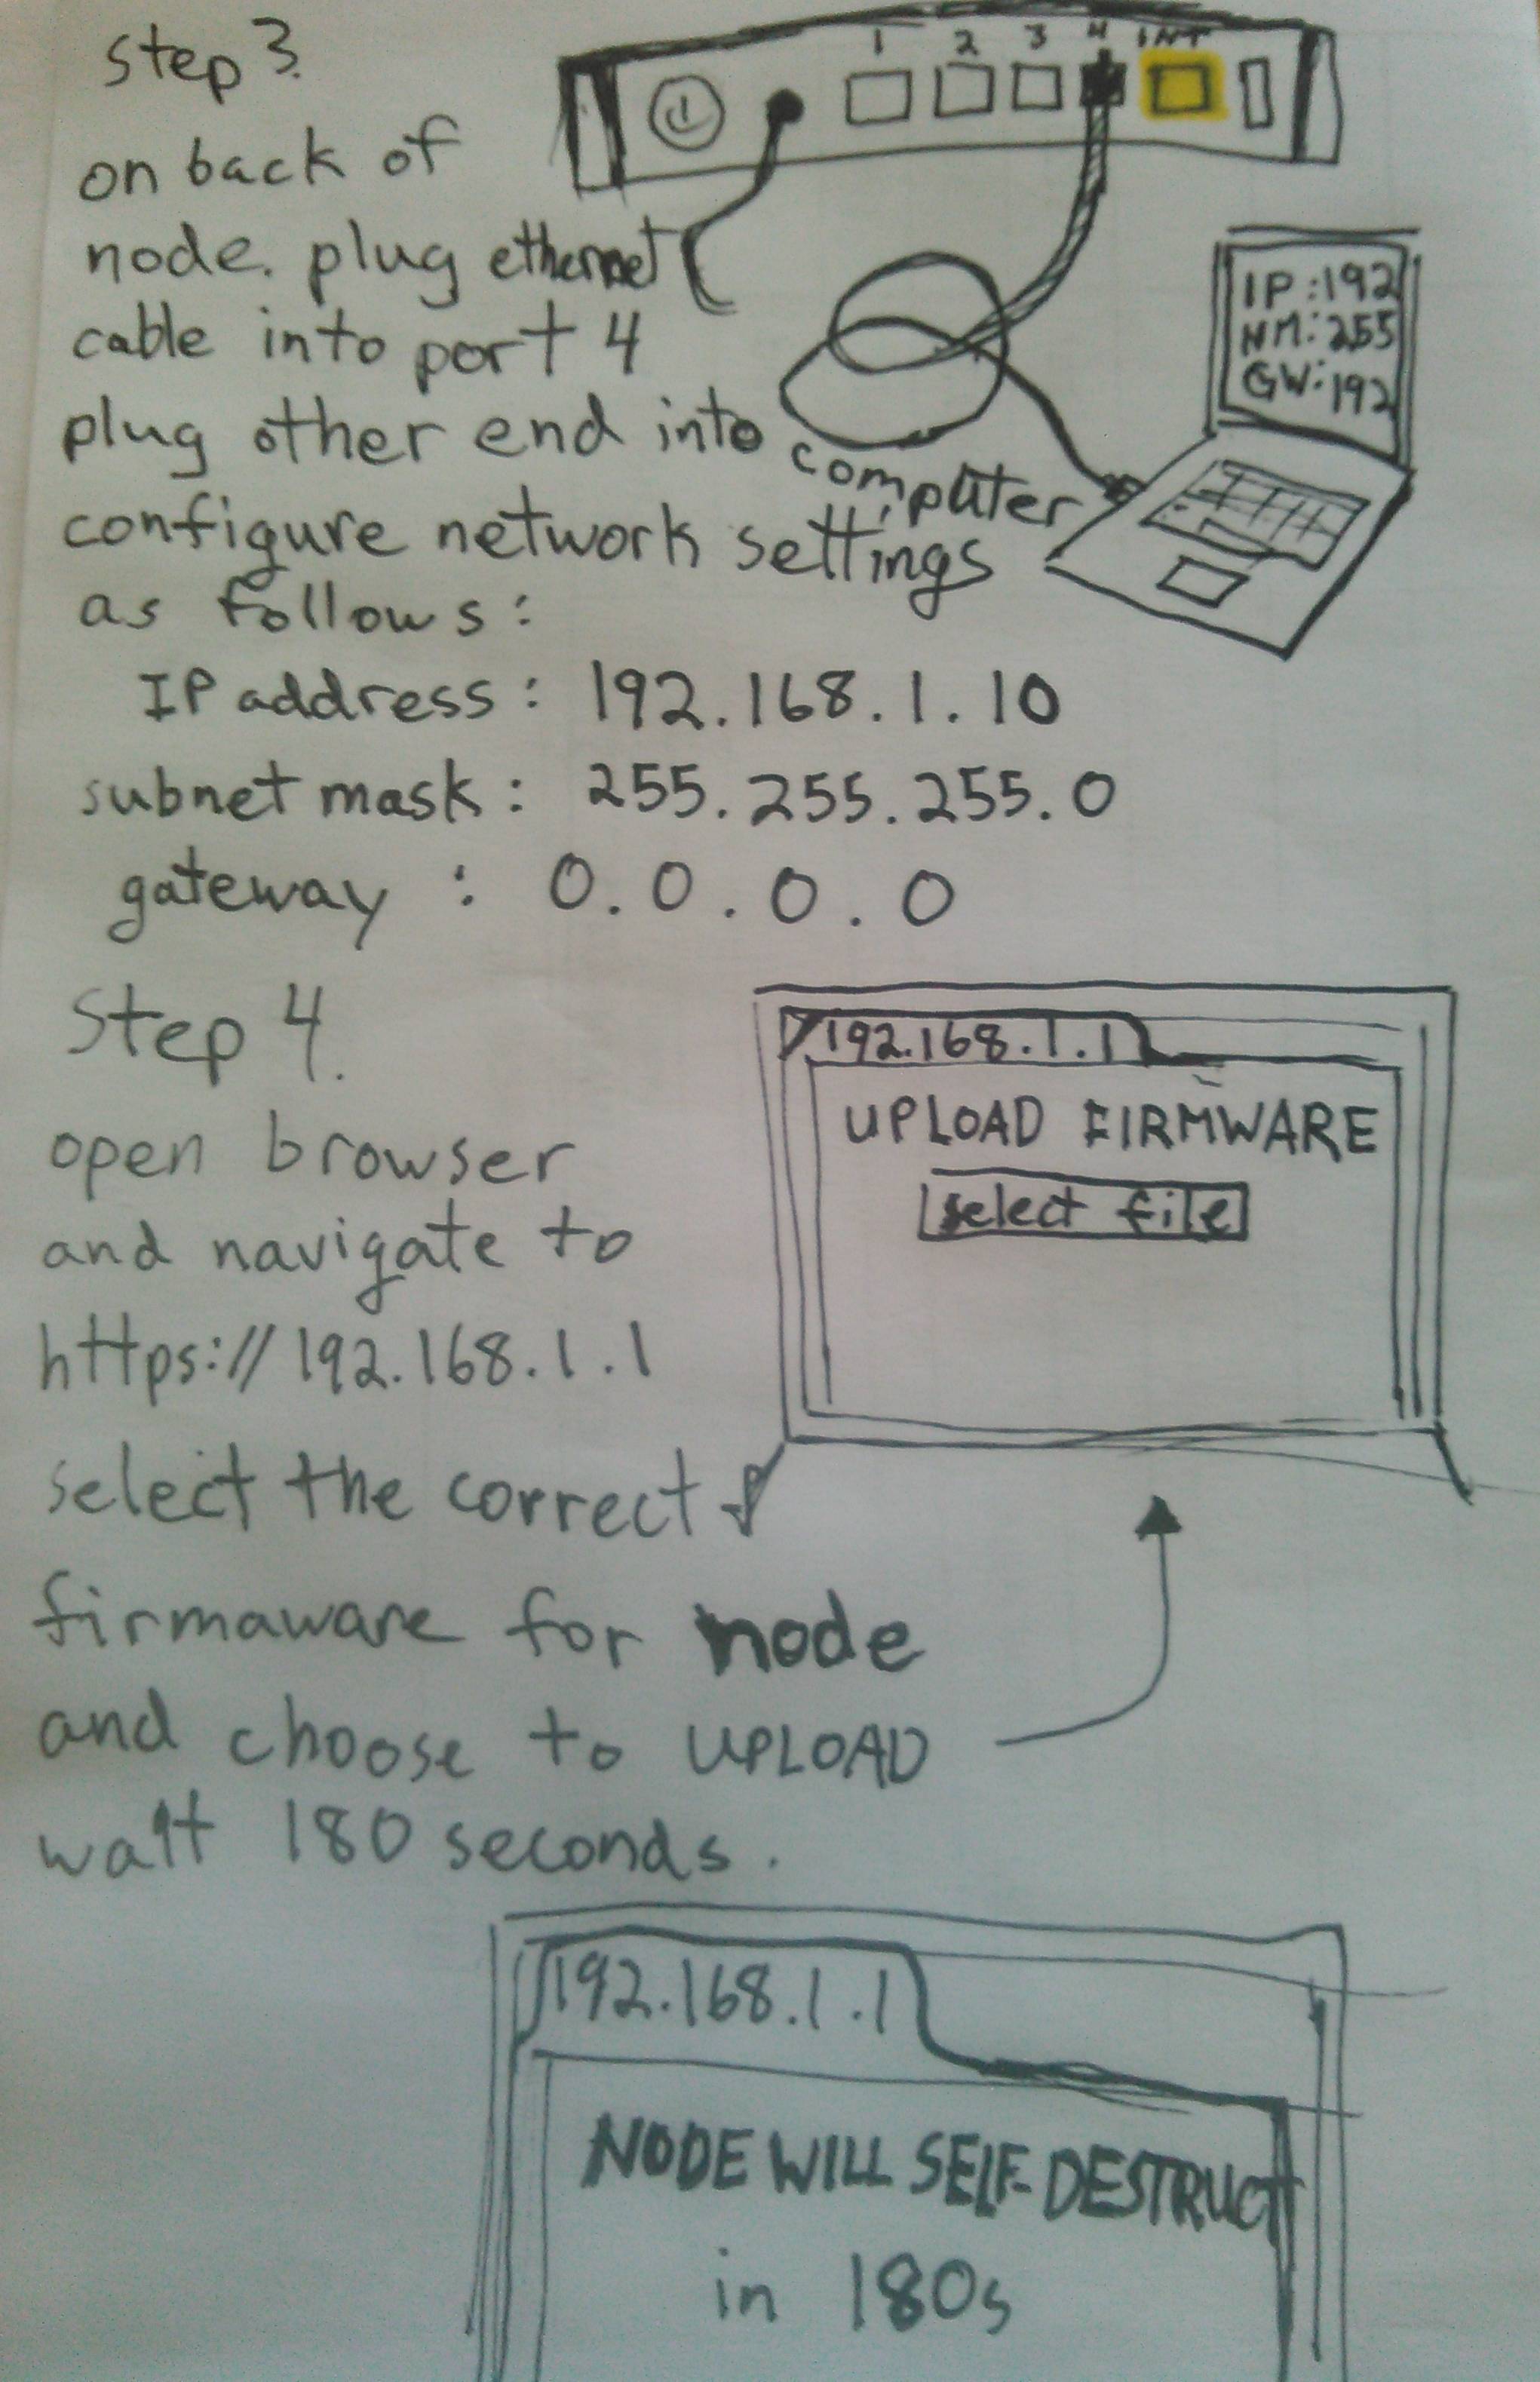 step 3.
1 2 3 4 INT
on back of
node. plug ethernet
cable into port 4
plug other end into computer
configure network settings
as follows:
IP:192
NM:255
GW:192
IP address: 192.168.1.10
subnet mask: 255.255.255.0
gateway : 0.0.0.0
Step 4.
open browser
and navigate to
https://192.168.1.1
select the correct
firmaware for node
and choose to UPLOAD
wait 180 seconds.
192.168.1.1
UPLOAD FIRMWARE
select file
192.168.1.1
NODE WILL SELF-DESTRUCT
in 180s